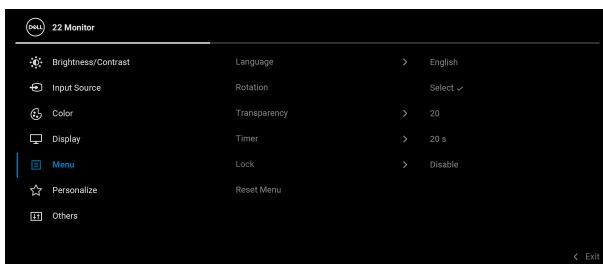 DELL 22 Monitor
Brightness/Contrast Language > English
Input Source Rotation Select ✓
Color Transparency > 20
Display Timer > 20 s
Menu Lock > Disable
Personalize Reset Menu
Others
< Exit